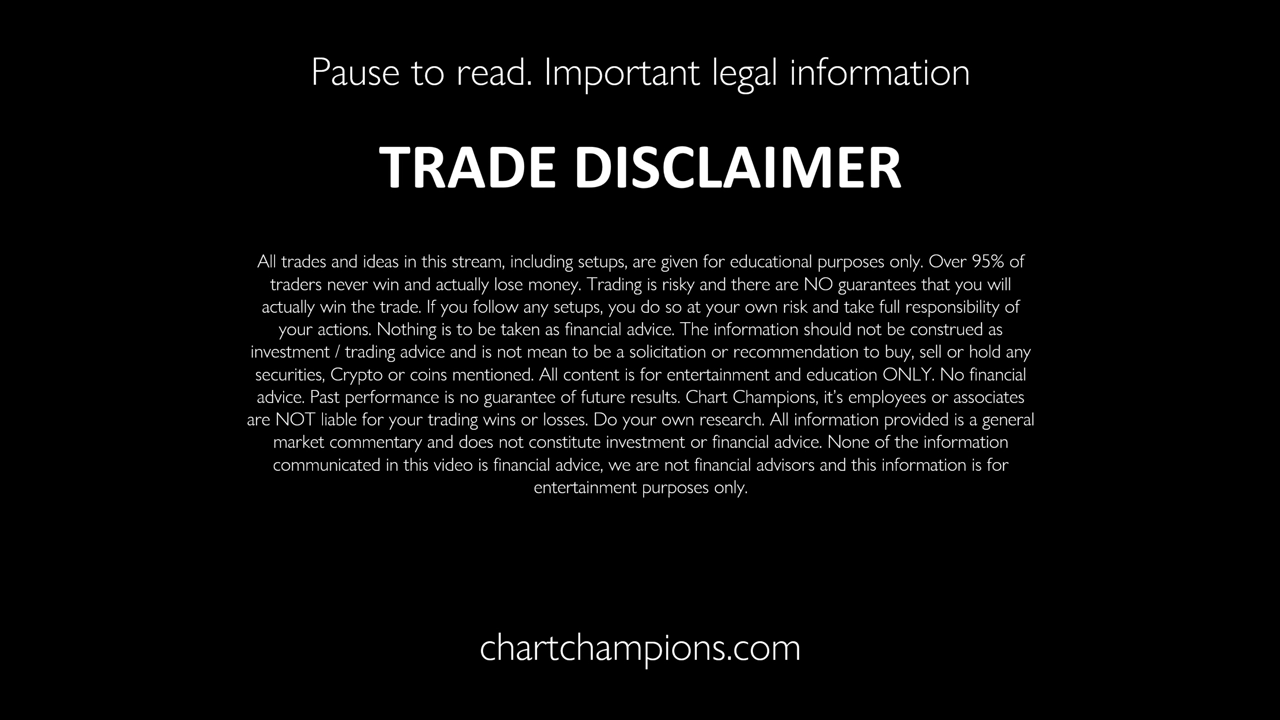 Pause to read. Important legal information
TRADE DISCLAIMER
All trades and ideas in this stream, including setups, are given for educational purposes only. Over 95% of
traders never win and actually lose money. Trading is risky and there are NO guarantees that you will
actually win the trade. If you follow any setups, you do so at your own risk and take full responsibility of
your actions. Nothing is to be taken as financial advice. The information should not be construed as
investment / trading advice and is not mean to be a solicitation or recommendation to buy, sell or hold any
securities, Crypto or coins mentioned. All content is for entertainment and education ONLY. No financial
advice. Past performance is no guarantee of future results. Chart Champions, it's employees or associates
are NOT liable for your trading wins or losses. Do your own research. All information provided is a general
market commentary and does not constitute investment or financial advice. None of the information
communicated in this video is financial advice, we are not financial advisors and this information is for
entertainment purposes only.
chartchampions.com